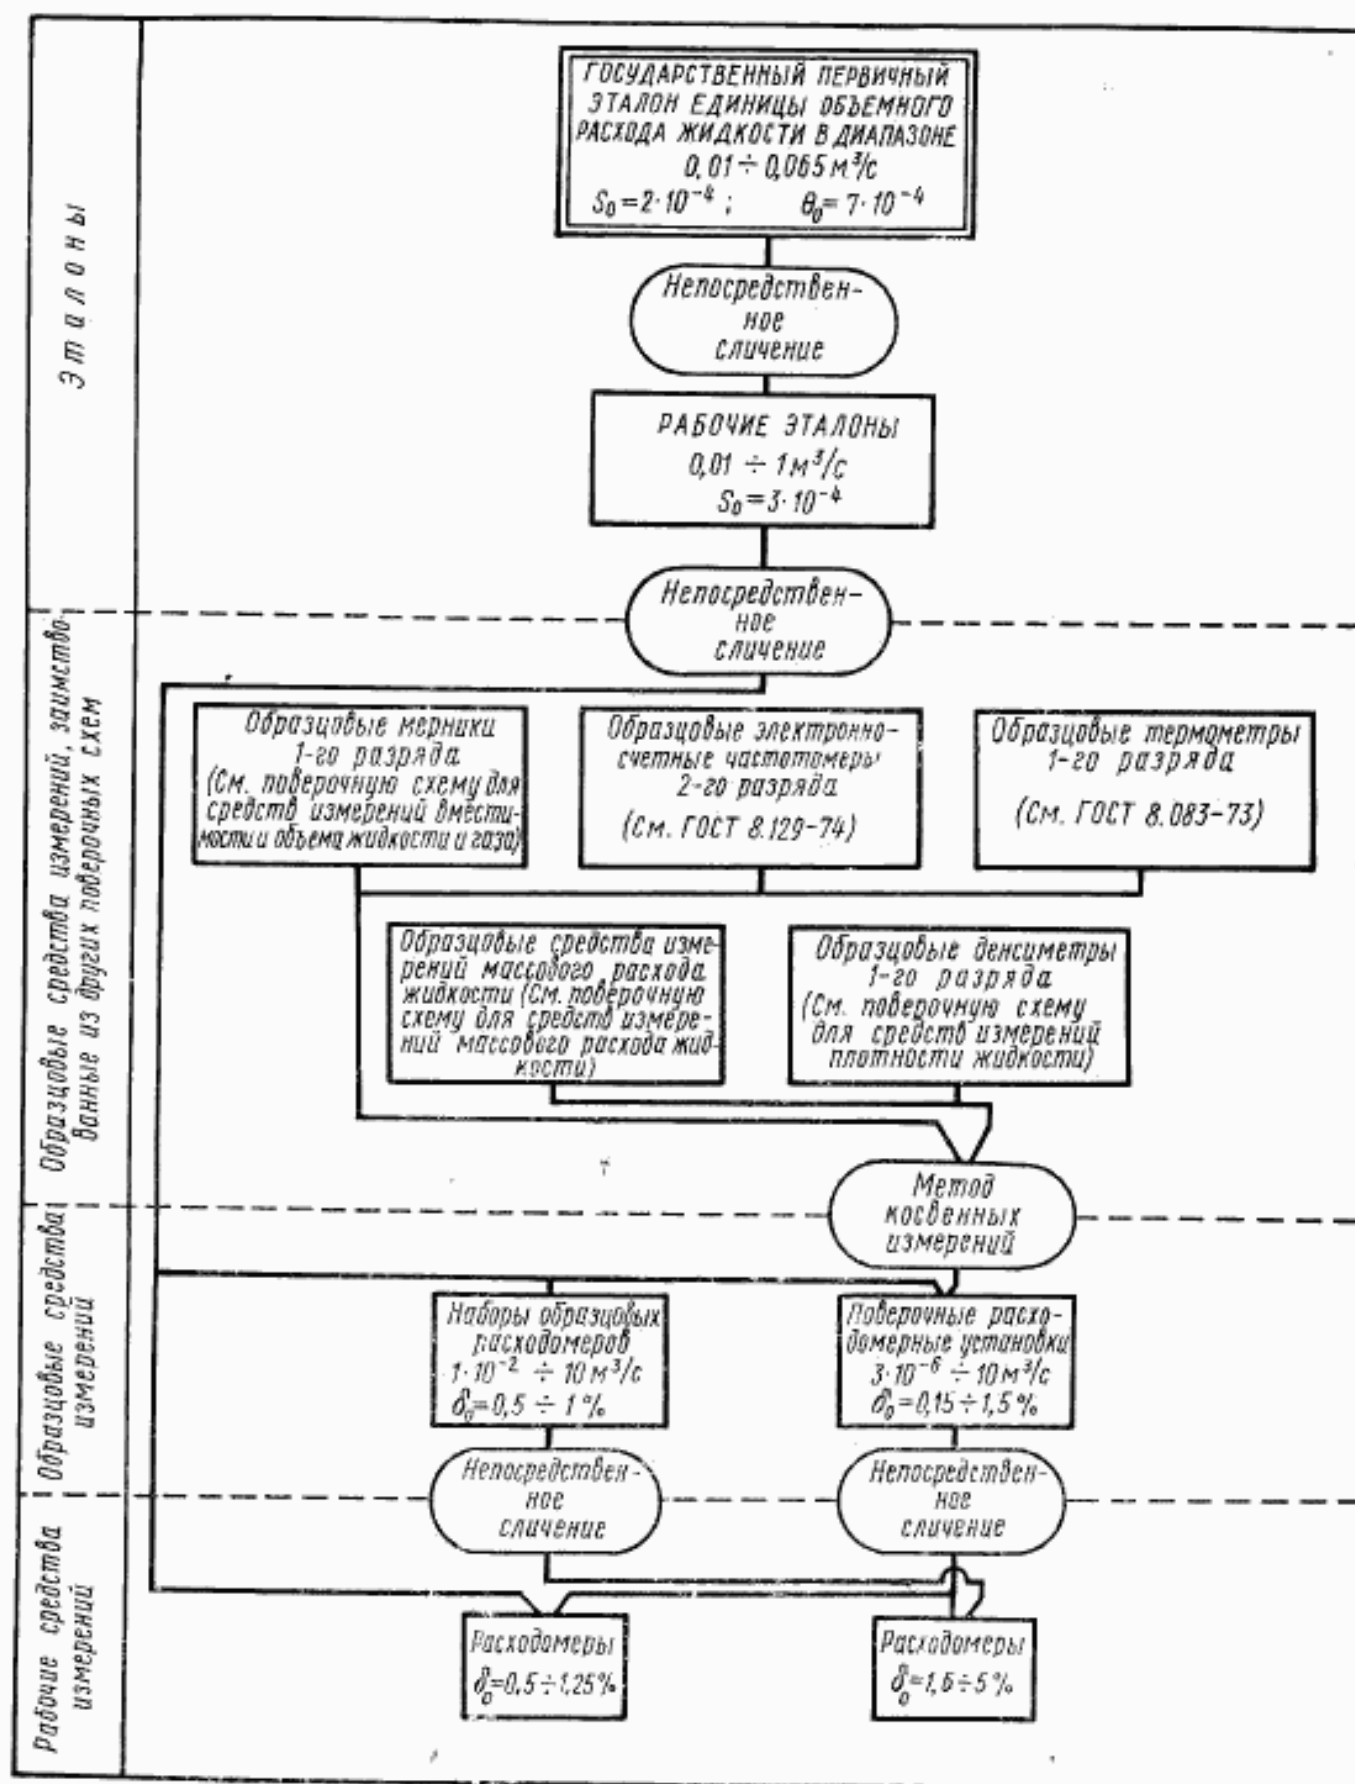 Эталоны
ГОСУДАРСТВЕННЫЙ ПЕРВИЧНЫЙ
ЭТАЛОН ЕДИНИЦЫ ОБЪЕМНОГО
РАСХОДА ЖИДКОСТИ В ДИАПАЗОНЕ
0,01 ÷ 0,065 м³/с
S₀ = 2·10⁻⁴ ; θ₀ = 7·10⁻⁴
Непосредствен-
ное
сличение
РАБОЧИЕ ЭТАЛОНЫ
0,01 ÷ 1 м³/с
S₀ = 3·10⁻⁴
Непосредствен-
ное
сличение
Образцовые средства измерений, заимство-
ванные из других поверочных схем
Образцовые мерники
1-го разряда
(См. поверочную схему для
средств измерений вмести-
мости и объема жидкости и газа)
Образцовые электронно-
счетные частотомеры
2-го разряда
(См. ГОСТ 8.129-74)
Образцовые термометры
1-го разряда
(См. ГОСТ 8.083-73)
Образцовые средства изме-
рений массового расхода
жидкости (См. поверочную
схему для средств измере-
ний массового расхода жид-
кости)
Образцовые денсиметры
1-го разряда
(См. поверочную схему
для средств измерений
плотности жидкости)
Метод
косвенных
измерений
Образцовые средства
измерений
Наборы образцовых
расходомеров
1·10⁻² ÷ 10 м³/с
δ₀ = 0,5 ÷ 1 %
Поверочные расхо-
домерные установки
3·10⁻⁶ ÷ 10 м³/с
δ₀ = 0,15 ÷ 1,5 %
Непосредствен-
ное
сличение
Непосредствен-
ное
сличение
Рабочие средства
измерений
Расходомеры
δ₀ = 0,5 ÷ 1,25 %
Расходомеры
δ₀ = 1,5 ÷ 5 %